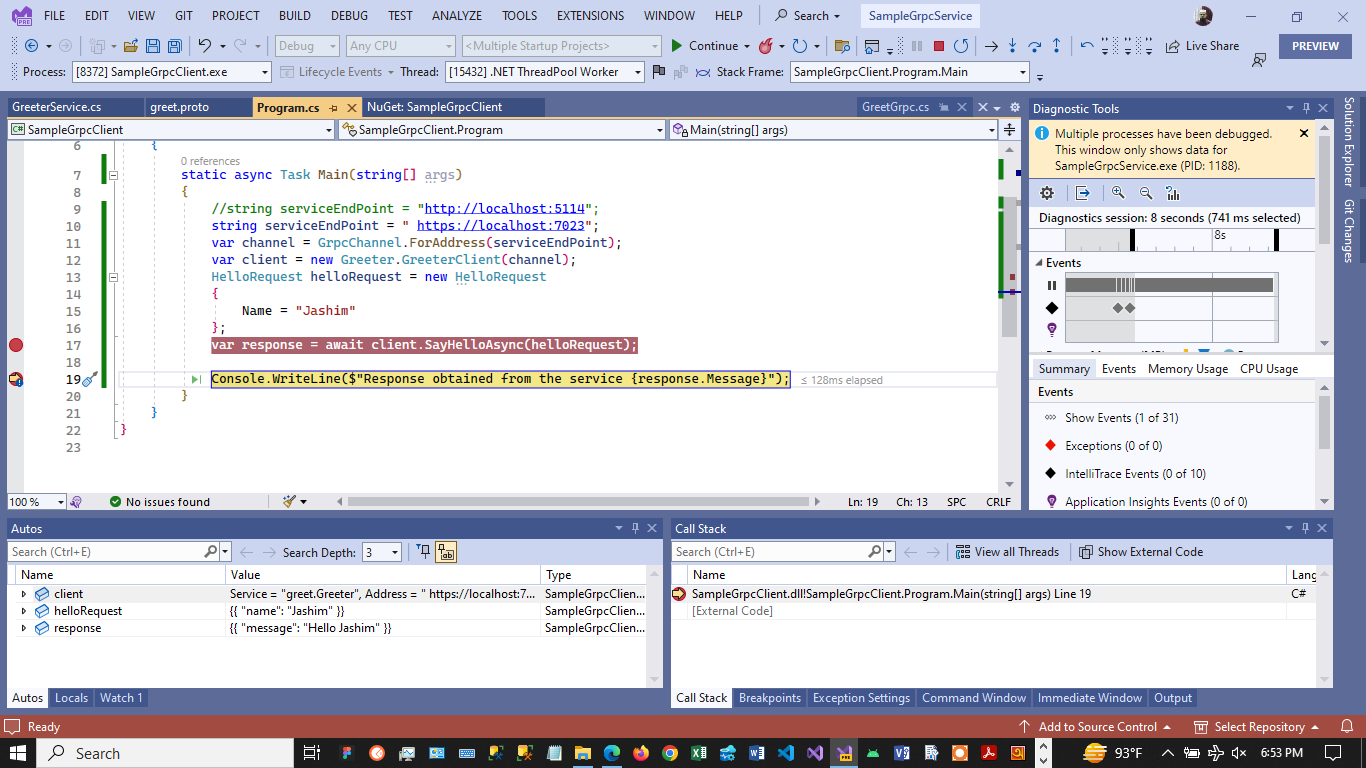 FILE EDIT VIEW GIT PROJECT BUILD DEBUG TEST ANALYZE TOOLS EXTENSIONS WINDOW HELP Search SampleGrpcService
Debug Any CPU <Multiple Startup Projects> Continue Live Share PREVIEW
Process: [8372] SampleGrpcClient.exe Lifecycle Events Thread: [15432] .NET ThreadPool Worker Stack Frame: SampleGrpcClient.Program.Main
GreeterService.cs greet.proto Program.cs NuGet: SampleGrpcClient GreetGrpc.cs
SampleGrpcClient SampleGrpcClient.Program Main(string[] args)
6 {
0 references
7 static async Task Main(string[] args)
8 {
9 //string serviceEndPoint = "http://localhost:5114";
10 string serviceEndPoint = " https://localhost:7023";
11 var channel = GrpcChannel.ForAddress(serviceEndPoint);
12 var client = new Greeter.GreeterClient(channel);
13 HelloRequest helloRequest = new HelloRequest
14 {
15 Name = "Jashim"
16 };
17 var response = await client.SayHelloAsync(helloRequest);
18
19 Console.WriteLine($"Response obtained from the service {response.Message}"); ≤ 128ms elapsed
20 }
21 }
22 }
23
100 % No issues found Ln: 19 Ch: 13 SPC CRLF
Diagnostic Tools
Multiple processes have been debugged.
This window only shows data for
SampleGrpcService.exe (PID: 1188).
Diagnostics session: 8 seconds (741 ms selected)
8s
Events
Summary Events Memory Usage CPU Usage
Events
Show Events (1 of 31)
Exceptions (0 of 0)
IntelliTrace Events (0 of 10)
Application Insights Events (0 of 0)
Solution Explorer
Git Changes
Autos
Search (Ctrl+E) Search Depth: 3
Name Value Type
client Service = "greet.Greeter", Address = " https://localhost:7... SampleGrpcClien...
helloRequest {{ "name": "Jashim" }} SampleGrpcClien...
response {{ "message": "Hello Jashim" }} SampleGrpcClien...
Autos Locals Watch 1
Call Stack
Search (Ctrl+E) View all Threads Show External Code
Name Lang
SampleGrpcClient.dll!SampleGrpcClient.Program.Main(string[] args) Line 19 C#
[External Code]
Call Stack Breakpoints Exception Settings Command Window Immediate Window Output
Ready Add to Source Control Select Repository
Search 93°F 6:53 PM